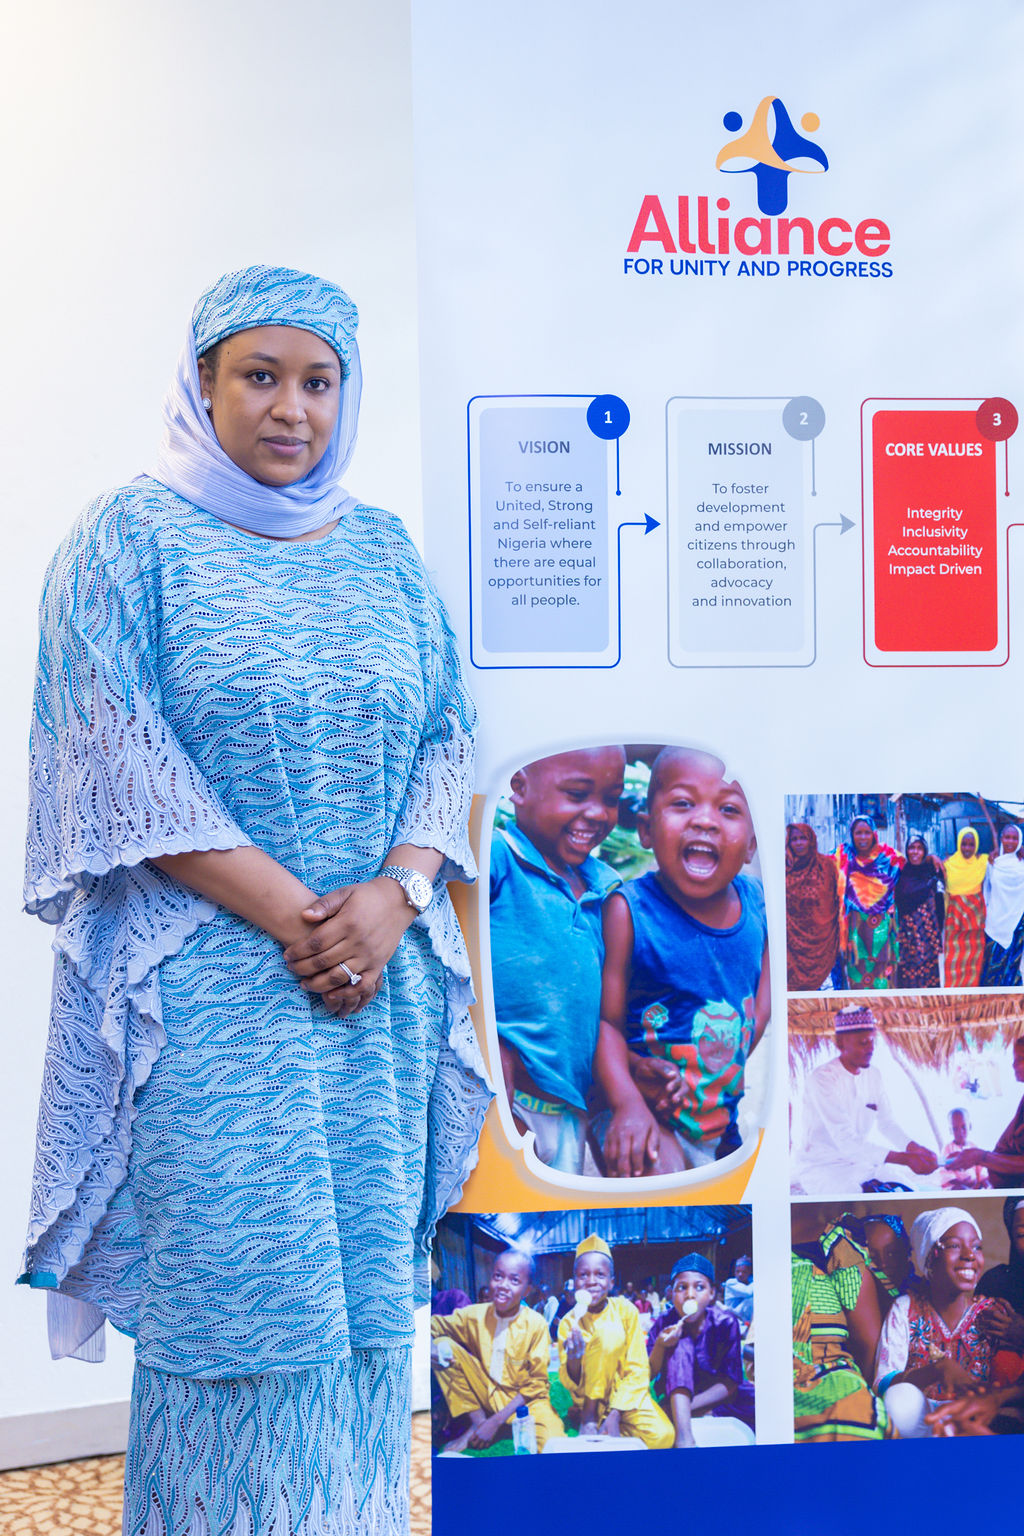 Alliance
FOR UNITY AND PROGRESS
1
VISION
To ensure a
United, Strong
and Self-reliant
Nigeria where
there are equal
opportunities for
all people.
2
MISSION
To foster
development
and empower
citizens through
collaboration,
advocacy
and innovation
3
CORE VALUES
Integrity
Inclusivity
Accountability
Impact Driven